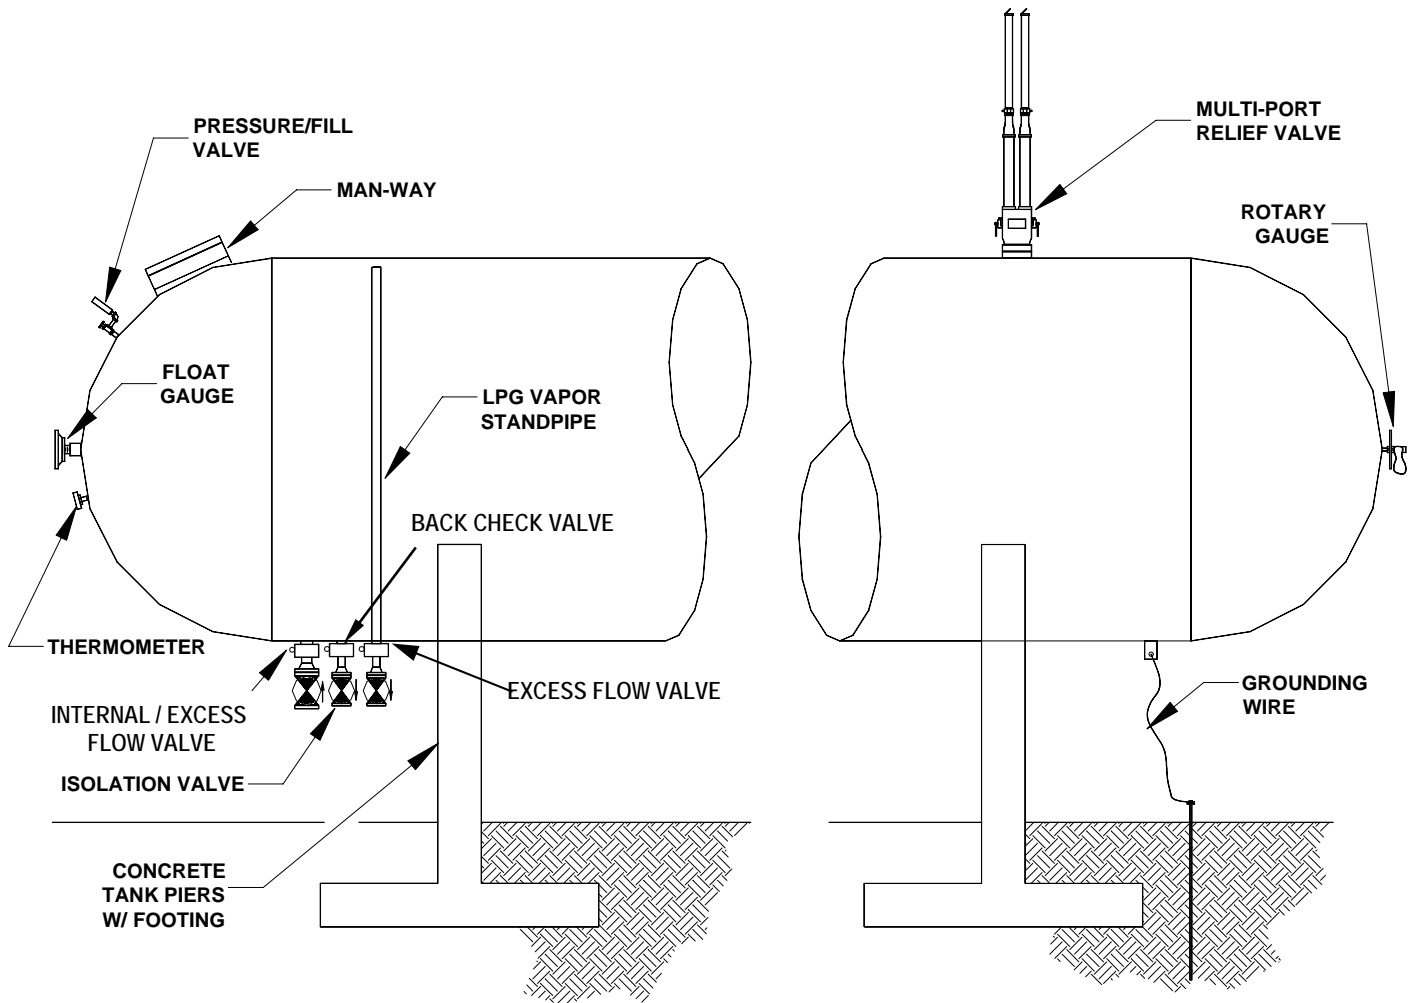 PRESSURE/FILL
VALVE
MAN-WAY
MULTI-PORT
RELIEF VALVE
ROTARY
GAUGE
FLOAT
GAUGE
LPG VAPOR
STANDPIPE
BACK CHECK VALVE
THERMOMETER
EXCESS FLOW VALVE
INTERNAL / EXCESS
FLOW VALVE
GROUNDING
WIRE
ISOLATION VALVE
CONCRETE
TANK PIERS
W/ FOOTING